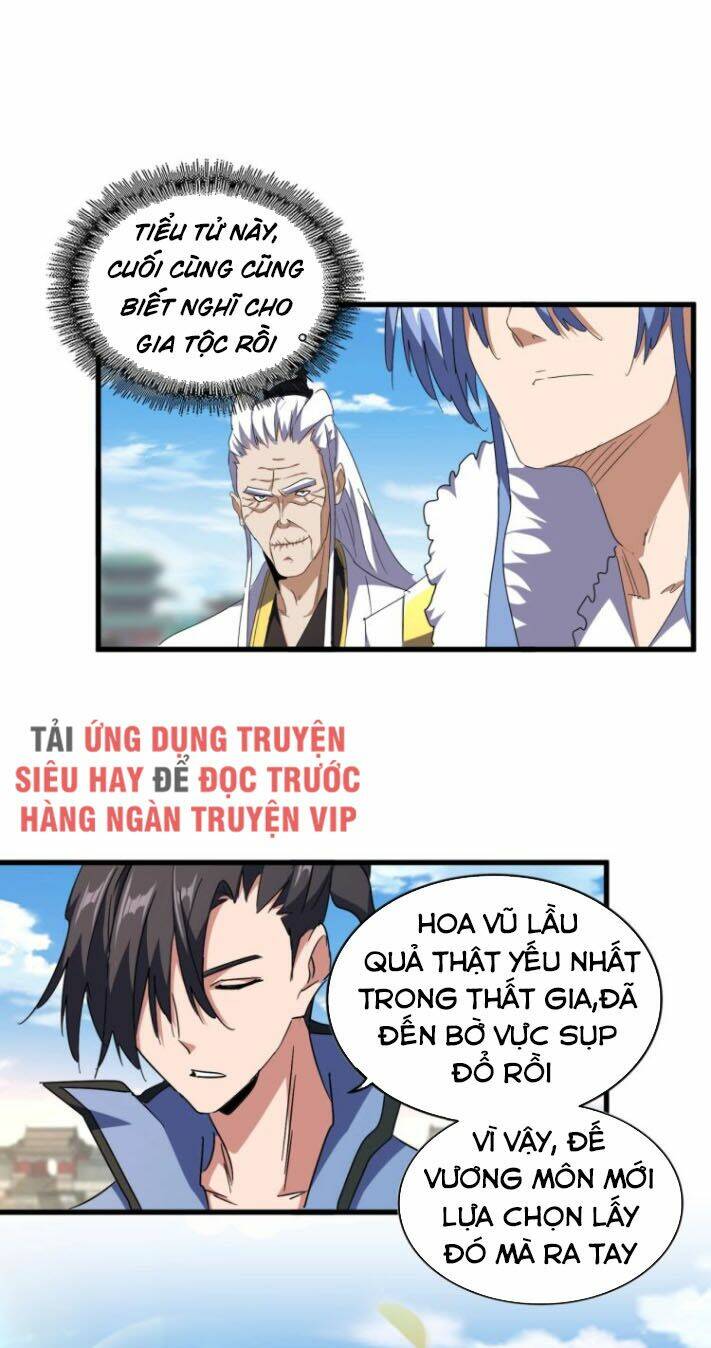 TIỂU TỬ NÀY,
CUỐI CÙNG CŨNG
BIẾT NGHĨ CHO
GIA TỘC RỒI
TẢI ỨNG DỤNG TRUYỆN
SIÊU HAY ĐỂ ĐỌC TRƯỚC
HÀNG NGÀN TRUYỆN VIP
HOA VŨ LẦU
QUẢ THẬT YẾU NHẤT
TRONG THẤT GIA,ĐÃ
ĐẾN BỜ VỰC SỤP
ĐỔ RỒI
VÌ VẬY, ĐẾ
VƯƠNG MÔN MỚI
LỰA CHỌN LẤY
ĐÓ MÀ RA TAY